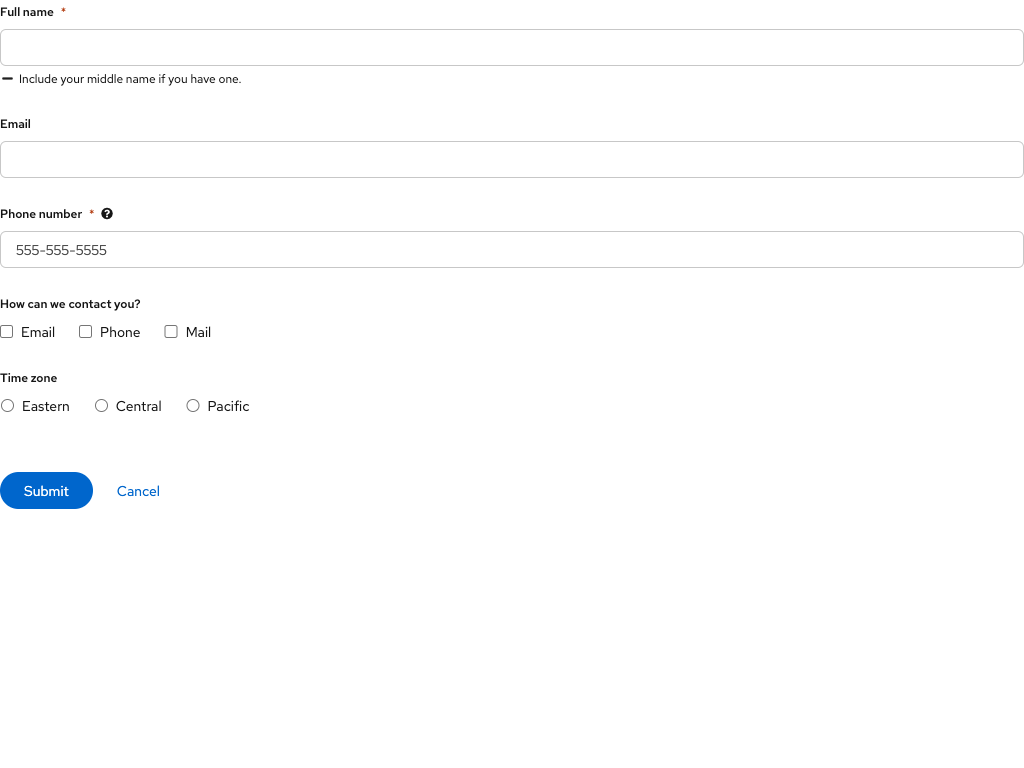 Full name *
Include your middle name if you have one.
Email
Phone number *
555-555-5555
How can we contact you?
Email Phone Mail
Time zone
Eastern Central Pacific
Submit Cancel